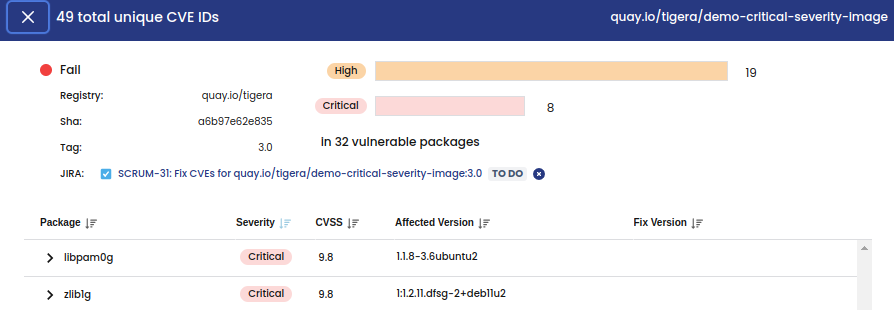 49 total unique CVE IDs quay.io/tigera/demo-critical-severity-image
Fail
High 19
Registry: quay.io/tigera
Critical 8
Sha: a6b97e62e835
In 32 vulnerable packages
Tag: 3.0
JIRA: SCRUM-31: Fix CVEs for quay.io/tigera/demo-critical-severity-image:3.0 TO DO
Package Severity CVSS Affected Version Fix Version
libpam0g Critical 9.8 1.1.8-3.6ubuntu2
zlib1g Critical 9.8 1:1.2.11.dfsg-2+deb11u2